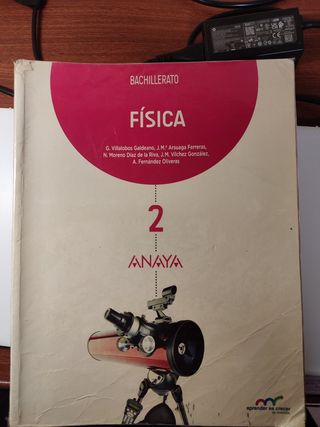 BACHILLERATO
FÍSICA
G. Villalobos Galdeano, J.M.ª Arsuaga Ferreras,
N. Moreno Díaz de la Riva, J.M. Vílchez González,
A. Fernández Oliveras
2
ANAYA
aprender es crecer